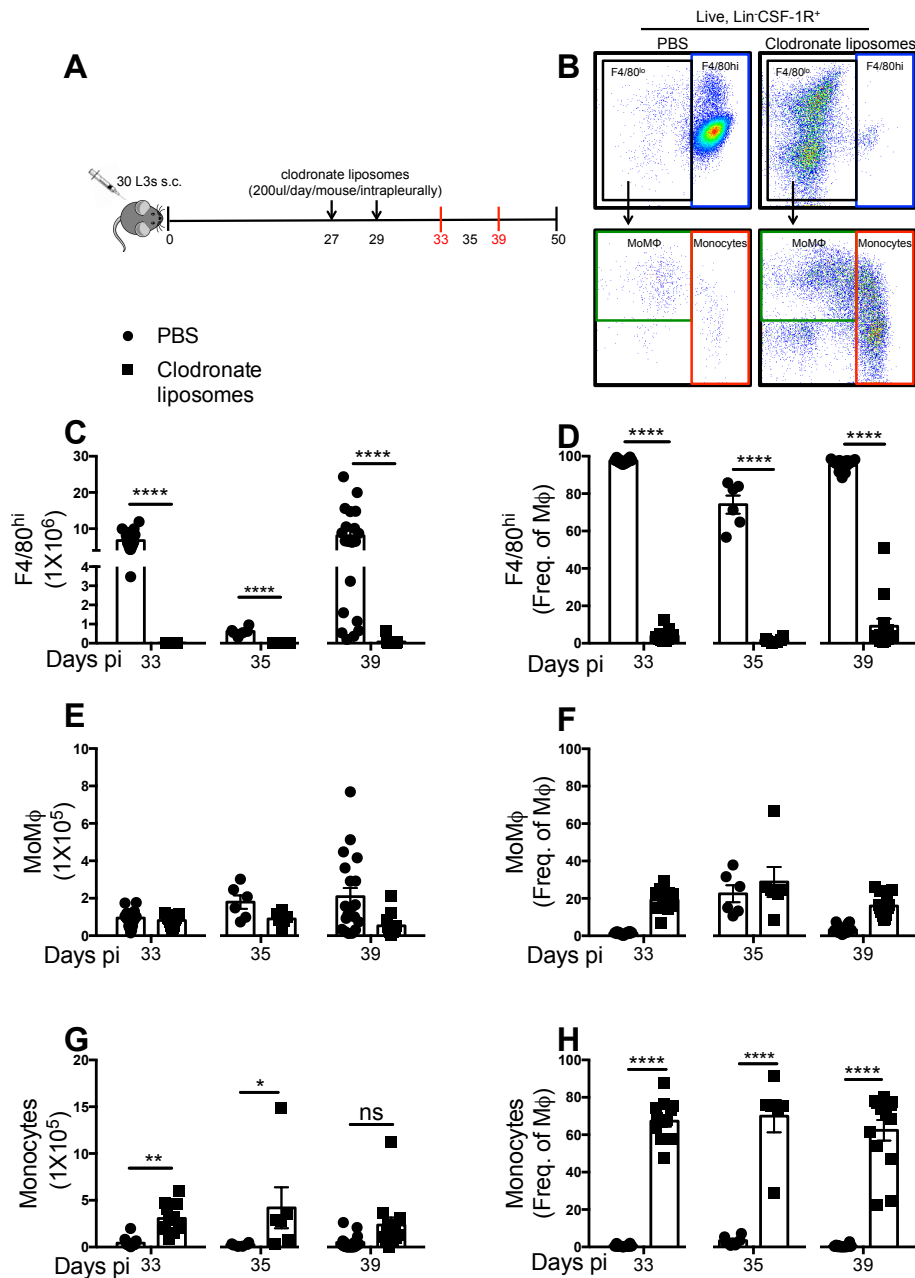 A
30 L3s s.c.
clodronate liposomes
(200ul/day/mouse/intrapleurally)
0 27 29 33 35 39 50
PBS
Clodronate
liposomes
B
Live, Lin-CSF-1R+
PBS Clodronate liposomes
F4/80lo F4/80hi F4/80lo F4/80hi
MoMΦ Monocytes MoMΦ Monocytes
C
F4/80hi
(1X10^6)
30
20
10
4
3
2
1
0
**** **** ****
Days pi 33 35 39
D
F4/80hi
(Freq. of Mϕ)
100
80
60
40
20
0
**** **** ****
Days pi 33 35 39
E
MoMϕ
(1X10^5)
10
8
6
4
2
0
Days pi 33 35 39
F
MoMϕ
(Freq. of Mϕ)
100
80
60
40
20
0
Days pi 33 35 39
G
Monocytes
(1X10^5)
20
15
10
5
0
** * ns
Days pi 33 35 39
H
Monocytes
(Freq. of Mϕ)
100
80
60
40
20
0
**** **** ****
Days pi 33 35 39